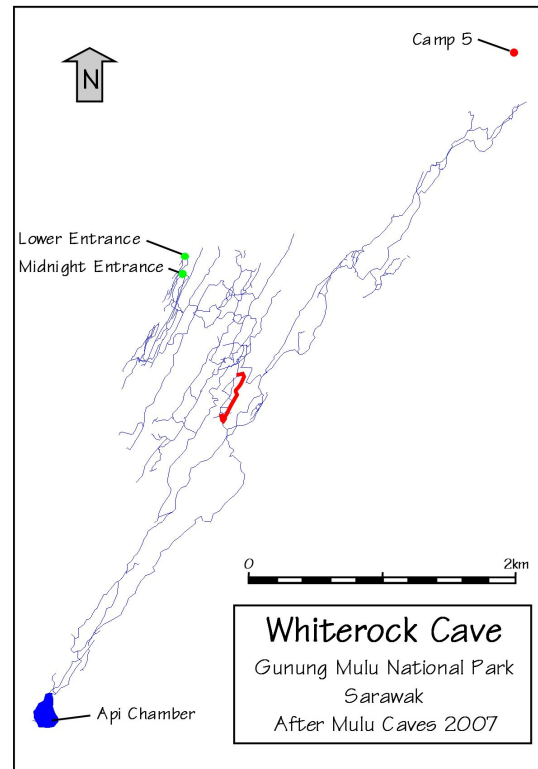 Camp 5
N
Lower Entrance
Midnight Entrance
0 2km
Whiterock Cave
Gunung Mulu National Park
Sarawak
After Mulu Caves 2007
Api Chamber